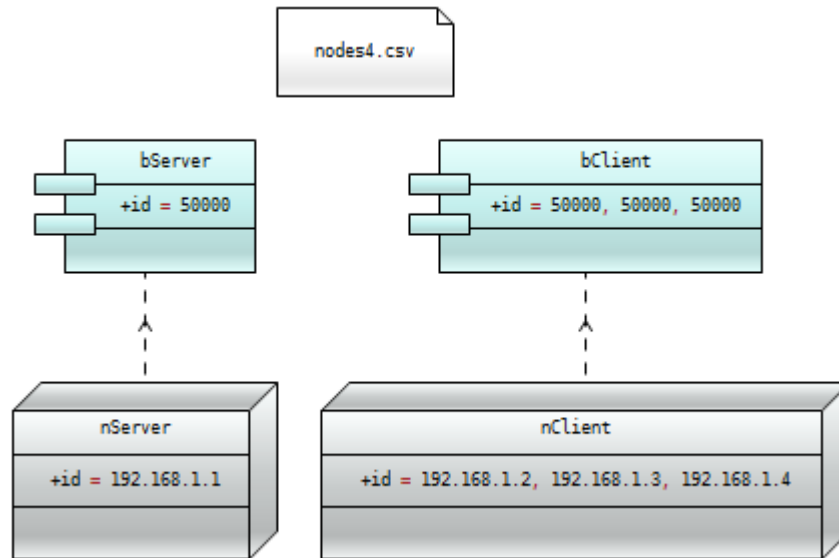 nodes4.csv
bServer
+id = 50000
bClient
+id = 50000, 50000, 50000
nServer
+id = 192.168.1.1
nClient
+id = 192.168.1.2, 192.168.1.3, 192.168.1.4